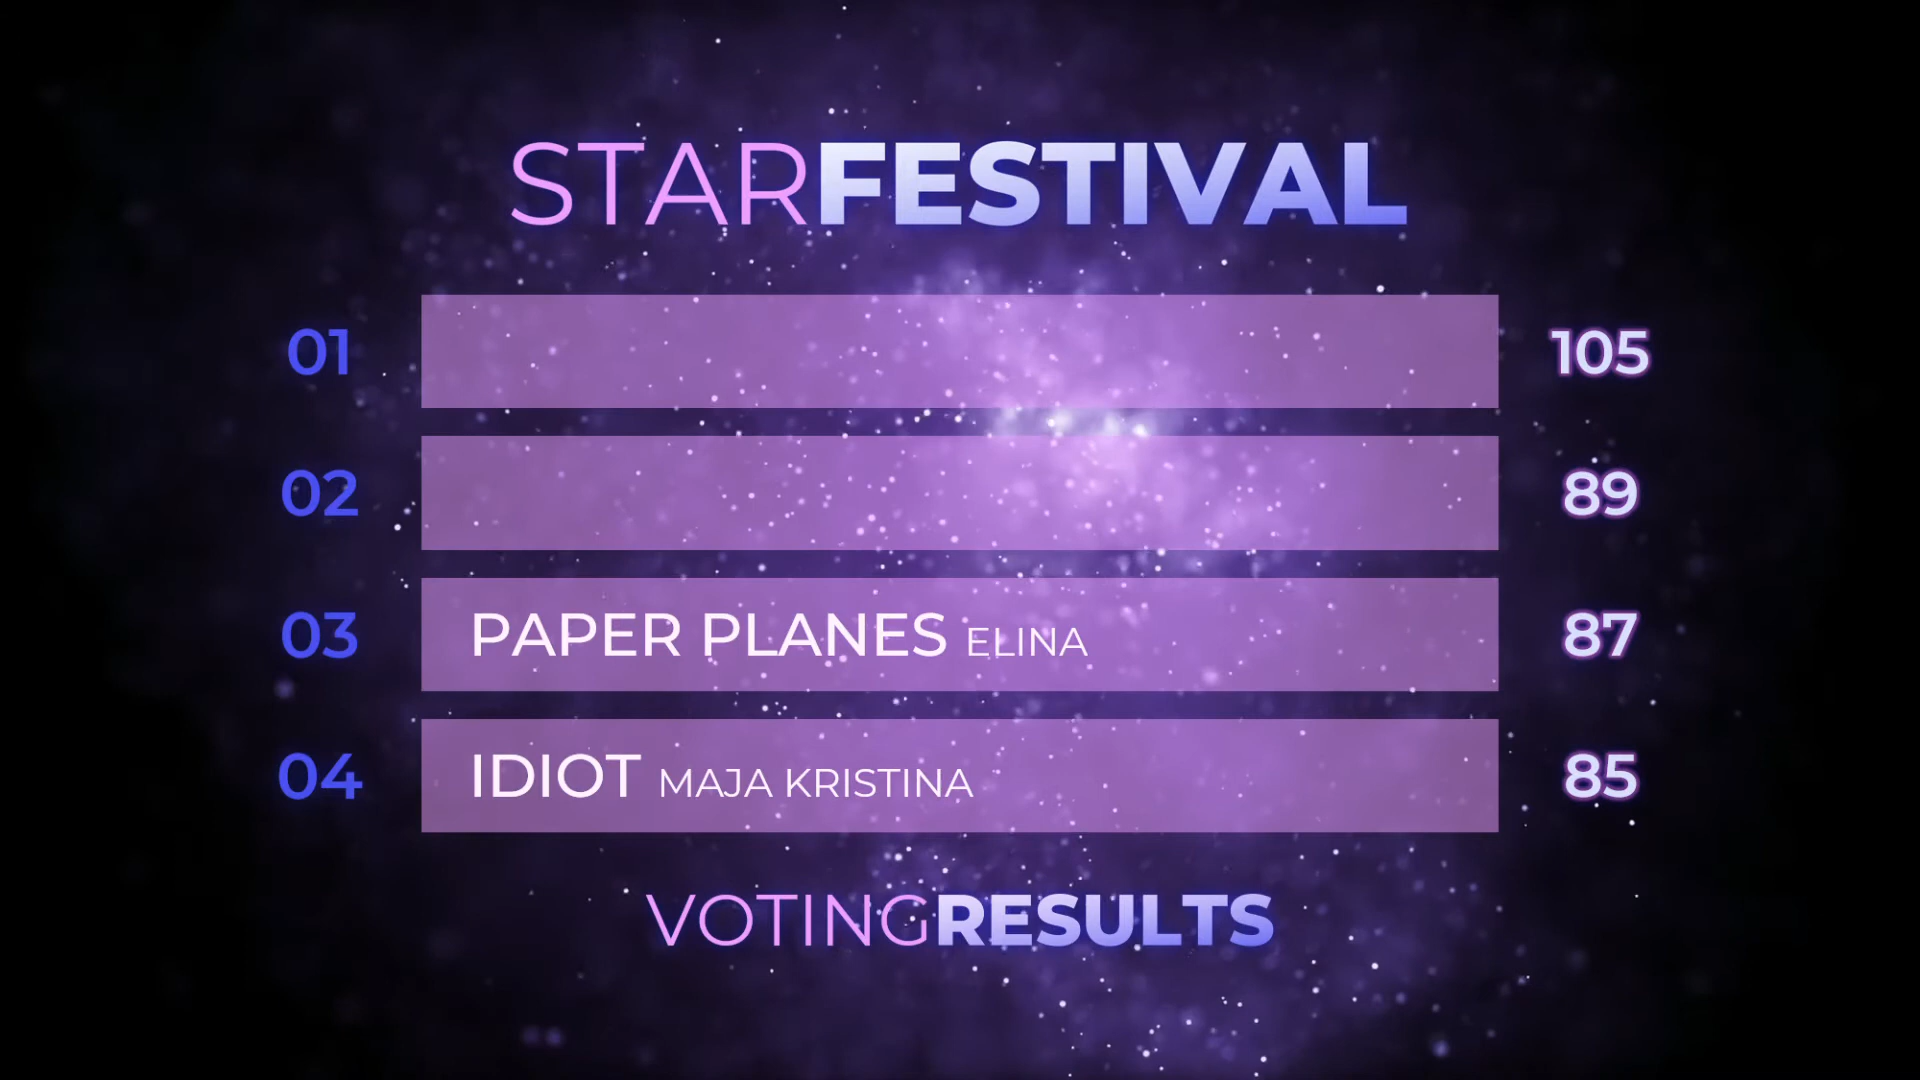 STARFESTIVAL
01 105
02 89
03 PAPER PLANES ELINA 87
04 IDIOT MAJA KRISTINA 85
VOTINGRESULTS